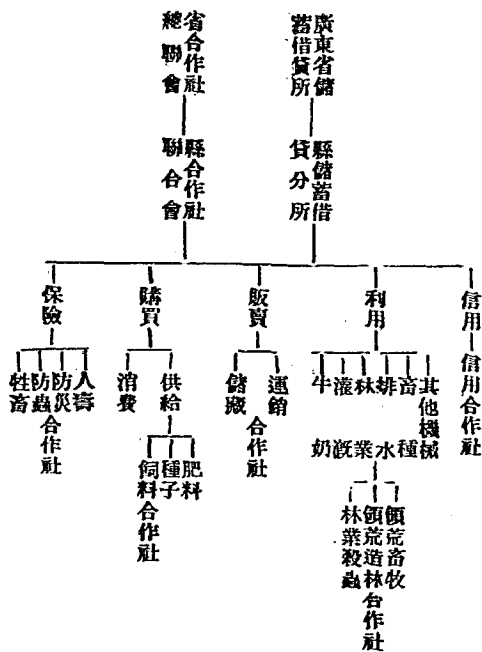 廣東省儲
蓄借貸所
省合作社
總聯會
縣儲蓄借
貸分所
縣合作社
聯合會
信用
利用
販賣
購買
保險
信用合作社
其他機械
畜種
排水
林業
灌溉
牛奶
運銷
儲藏
合作社
供給
消費
人壽
防災
防蟲
牲畜
合作社
肥料
種子
飼料
合作社
領荒畜牧
領荒造林
林業殺蟲
合作社